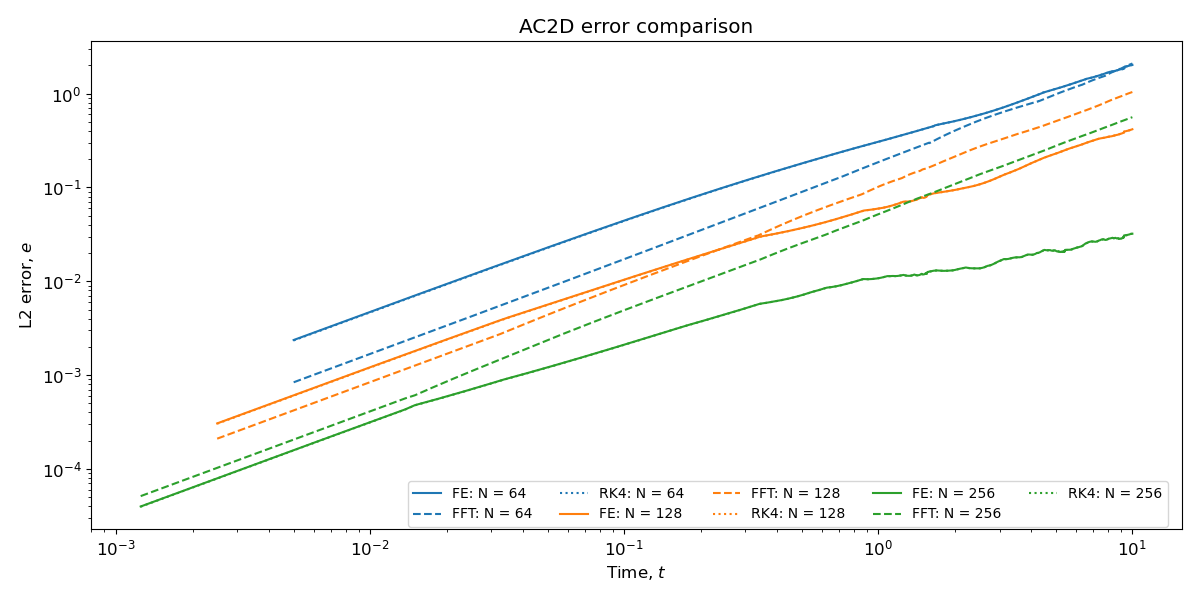 AC2D error comparison
L2 error, e
10^0
10^-1
10^-2
10^-3
10^-4
FE: N = 64
FFT: N = 64
RK4: N = 64
FE: N = 128
FFT: N = 128
RK4: N = 128
FE: N = 256
FFT: N = 256
RK4: N = 256
10^-3
10^-2
10^-1
10^0
10^1
Time, t